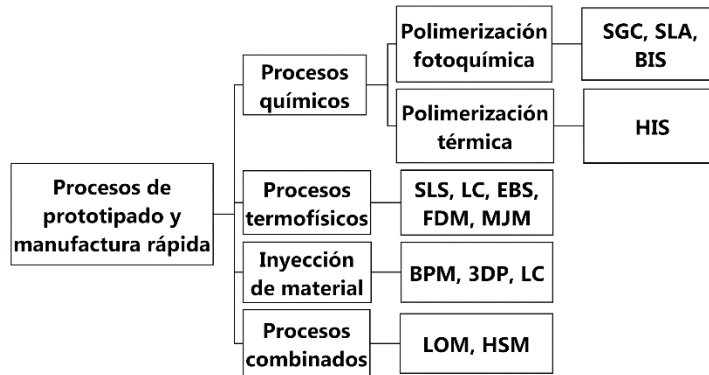 Procesos de
prototipado y
manufactura rápida
Procesos
químicos
Polimerización
fotoquímica
SGC, SLA,
BIS
Polimerización
térmica
HIS
Procesos
termofísicos
SLS, LC, EBS,
FDM, MJM
Inyección
de material
BPM, 3DP, LC
Procesos
combinados
LOM, HSM